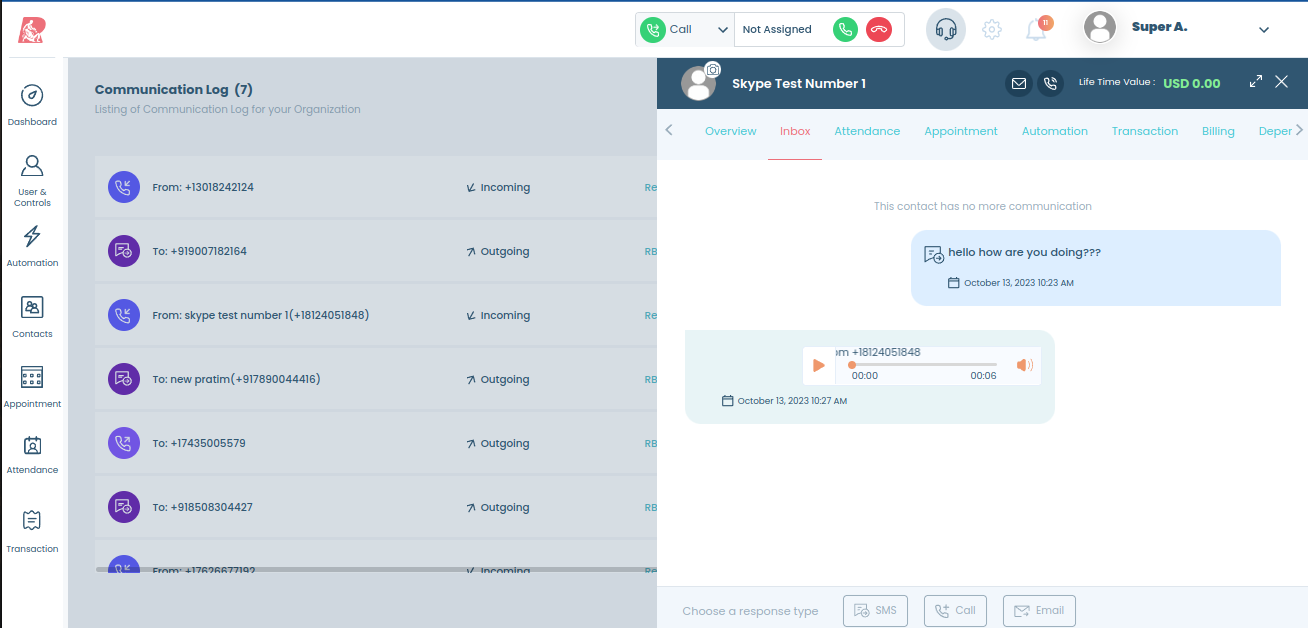 Call
Not Assigned
11
Super A.
Dashboard
User &
Controls
Automation
Contacts
Appointment
Attendance
Transaction
Communication Log (7)
Listing of Communication Log for your Organization
From: +13018242124 Incoming Re
To: +919007182164 Outgoing RB
From: skype test number 1(+18124051848) Incoming Re
To: new pratim(+917890044416) Outgoing RB
To: +17435005579 Outgoing RB
To: +918508304427 Outgoing RB
From: +17626677192 Incoming Re
Skype Test Number 1
Life Time Value : USD 0.00
Overview Inbox Attendance Appointment Automation Transaction Billing Deper
This contact has no more communication
hello how are you doing???
October 13, 2023 10:23 AM
om +18124051848
00:00 00:06
October 13, 2023 10:27 AM
Choose a response type SMS Call Email